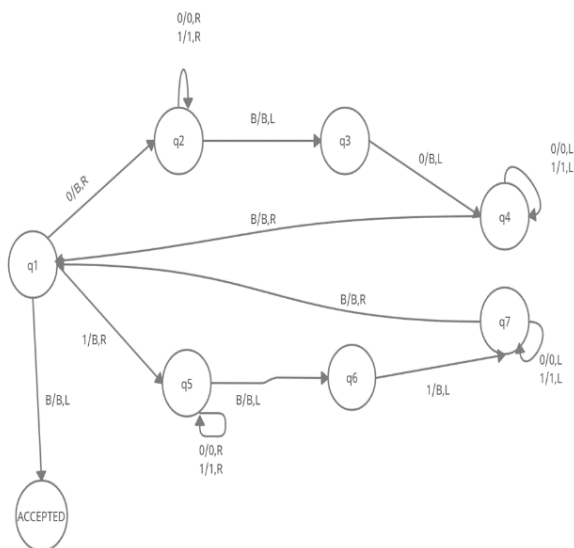 0/0,R
1/1,R
q2
B/B,L
q3
0/B,L
0/0,L
1/1,L
q4
0/B,R
B/B,R
q1
B/B,R
q7
0/0,L
1/1,L
1/B,R
q5
B/B,L
q6
1/B,L
0/0,R
1/1,R
B/B,L
ACCEPTED